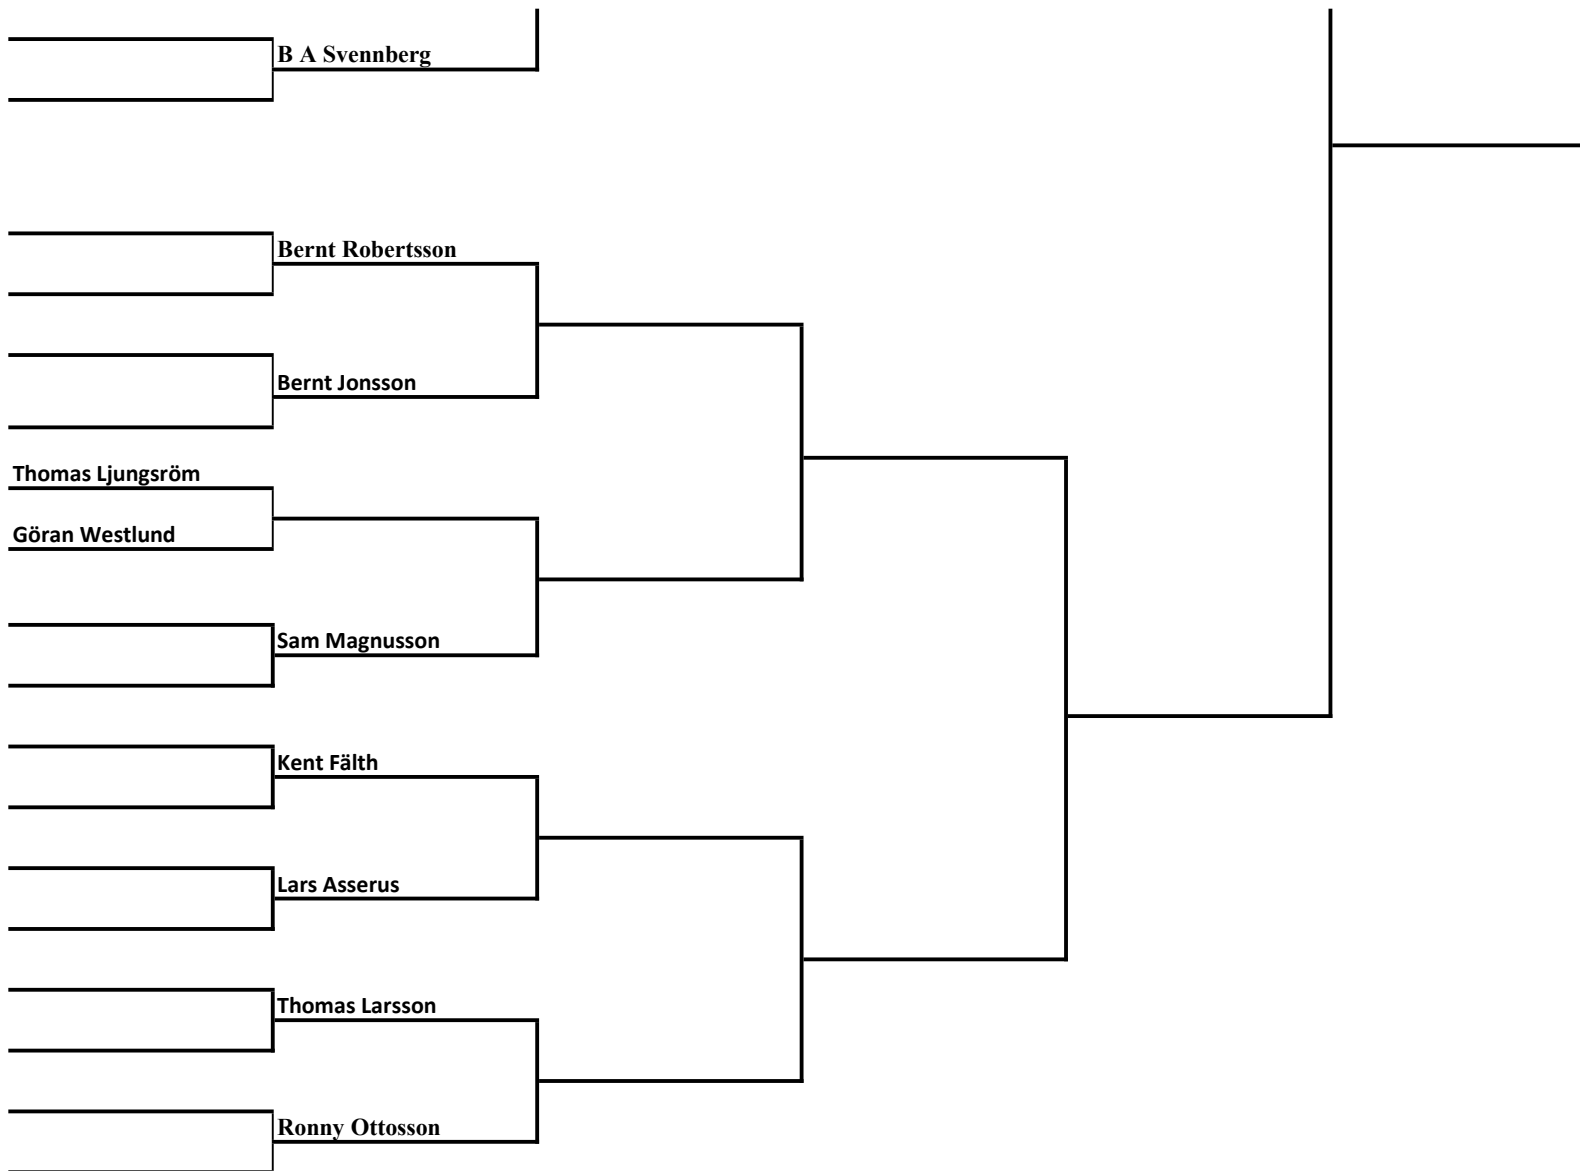 B A Svennberg
Bernt Robertsson
Bernt Jonsson
Thomas Ljungsröm
Göran Westlund
Sam Magnusson
Kent Fälth
Lars Asserus
Thomas Larsson
Ronny Ottosson